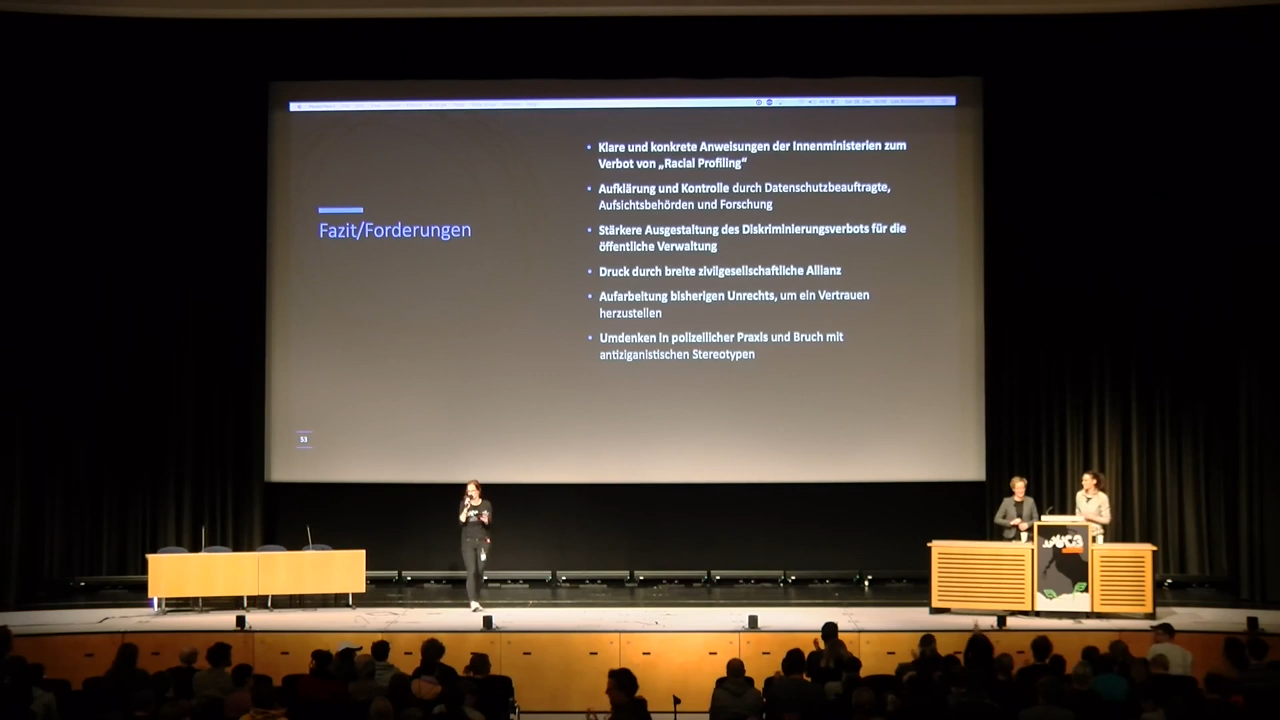 Fazit/Forderungen
• Klare und konkrete Anweisungen der Innenministerien zum
Verbot von „Racial Profiling“
• Aufklärung und Kontrolle durch Datenschutzbeauftragte,
Aufsichtsbehörden und Forschung
• Stärkere Ausgestaltung des Diskriminierungsverbots für die
öffentliche Verwaltung
• Druck durch breite zivilgesellschaftliche Allianz
• Aufarbeitung bisherigen Unrechts, um ein Vertrauen
herzustellen
• Umdenken in polizeilicher Praxis und Bruch mit
antiziganistischen Stereotypen
53